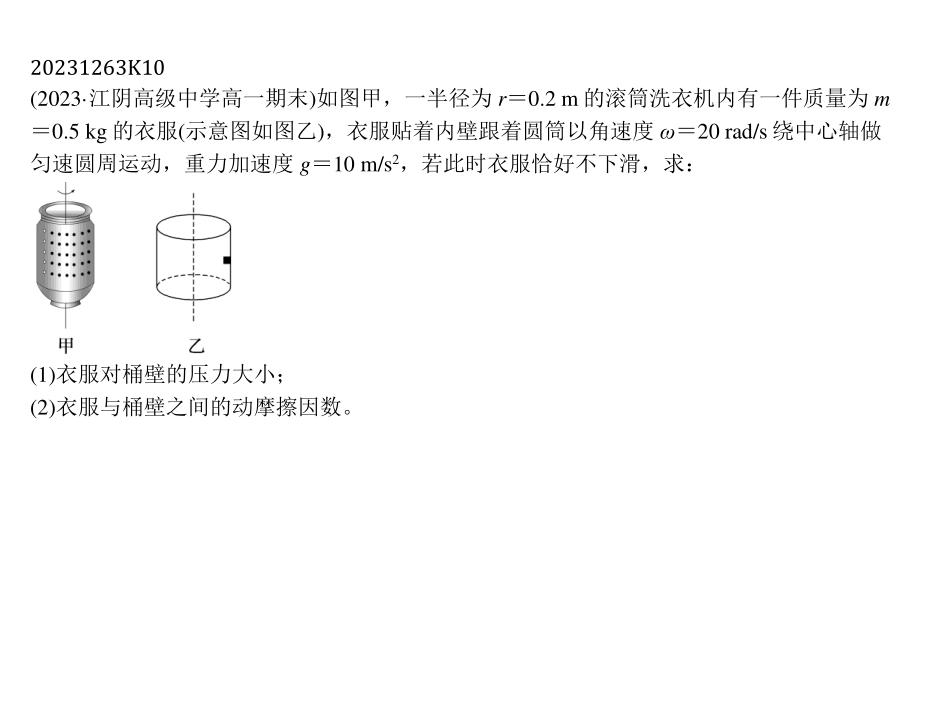 20231263K10
(2023·江阴高级中学高一期末)如图甲，一半径为 r＝0.2 m 的滚筒洗衣机内有一件质量为 m
＝0.5 kg 的衣服(示意图如图乙)，衣服贴着内壁跟着圆筒以角速度 ω＝20 rad/s 绕中心轴做
匀速圆周运动，重力加速度 g＝10 m/s²，若此时衣服恰好不下滑，求：
甲 乙
(1)衣服对桶壁的压力大小；
(2)衣服与桶壁之间的动摩擦因数。